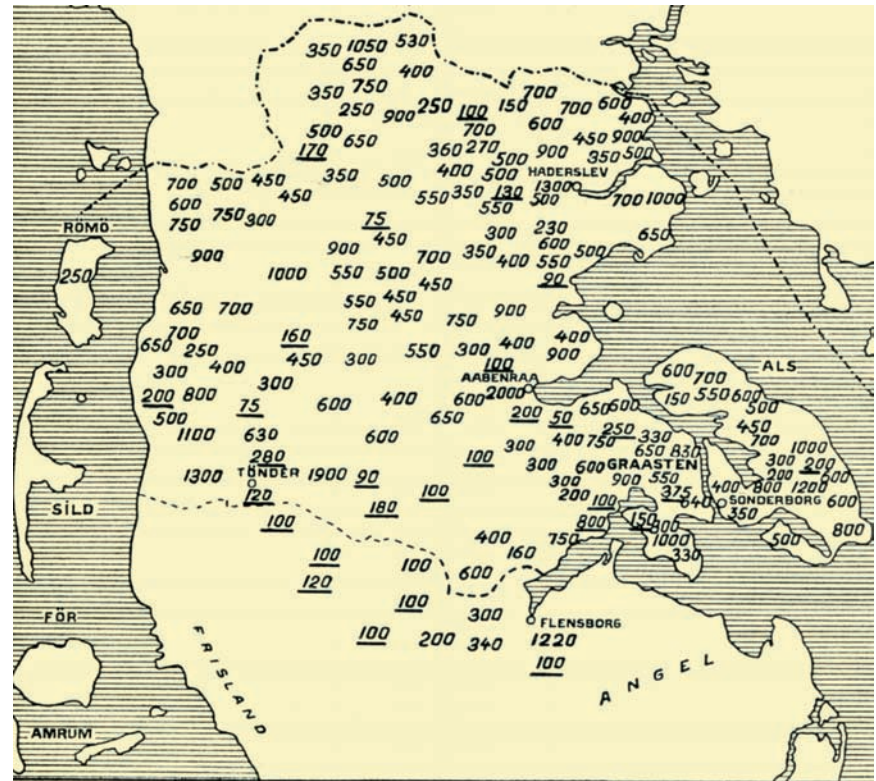 350 1050 530
650 400
350 750
250 900 250 100 150 700 700 600
500 650 700 600 400
170 360 270 450 900
500 900 350 500
HADERSLEV
700 500 450 350 500 400 500 1300
450 550 350 130 500 700 1000
600 550
750 750 300 75 300 230 650
RÖMÖ
450 600
900 900 700 350 400 550 500
250
1000 550 500 450 90
550 450
650 700 450 900
750 750
700 160 400 400
650 250 450 300 550 300 900
300 400 100
300 AABENRAA
ALS
600 700
200 800 600 400 600 2000 150 550 600
500 75 650 200 50 650 600 500
1100 630 600 300 400 750 250 330 450
650 830 700 1000
280 100 300 600 GRAASTEN 300 200
1300 TÖNDER 1900 90 300 900 550 200 600
400 800 1200
120 100 200 100 375 640 SONDERBORG 600
SILD
100 180 800 150 800 350 800
400 750 1000 500
100 100 160 330
120 600
100 300
FÖR
FLENSBORG
100 200 340 1220
100
FRISLAND
ANGEL
AMRUM